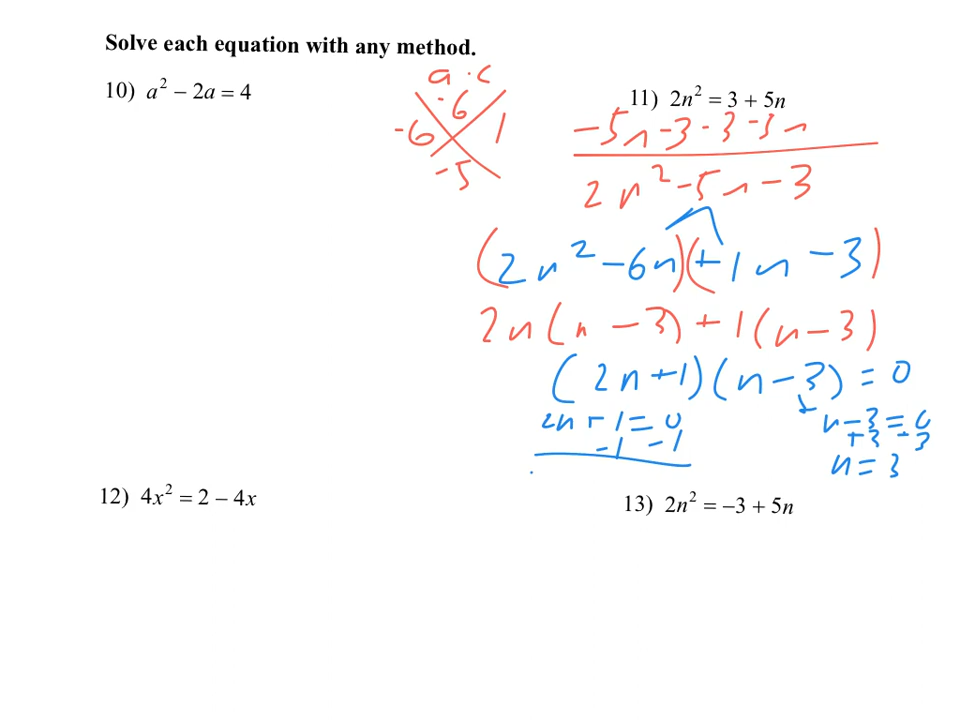 Solve each equation with any method.
10) a² − 2a = 4
a · c
-6
-6 1
-5
11) 2n² = 3 + 5n
-5n -3 -3 -3n
2n² -5n -3
(2n² -6n)(+1n -3)
2n(n - 3) + 1(n - 3)
(2n+1)(n-3) = 0
2n + 1 = 0
-1 -1
n - 3 = 0
+3 -3
n = 3
12) 4x² = 2 − 4x
13) 2n² = −3 + 5n